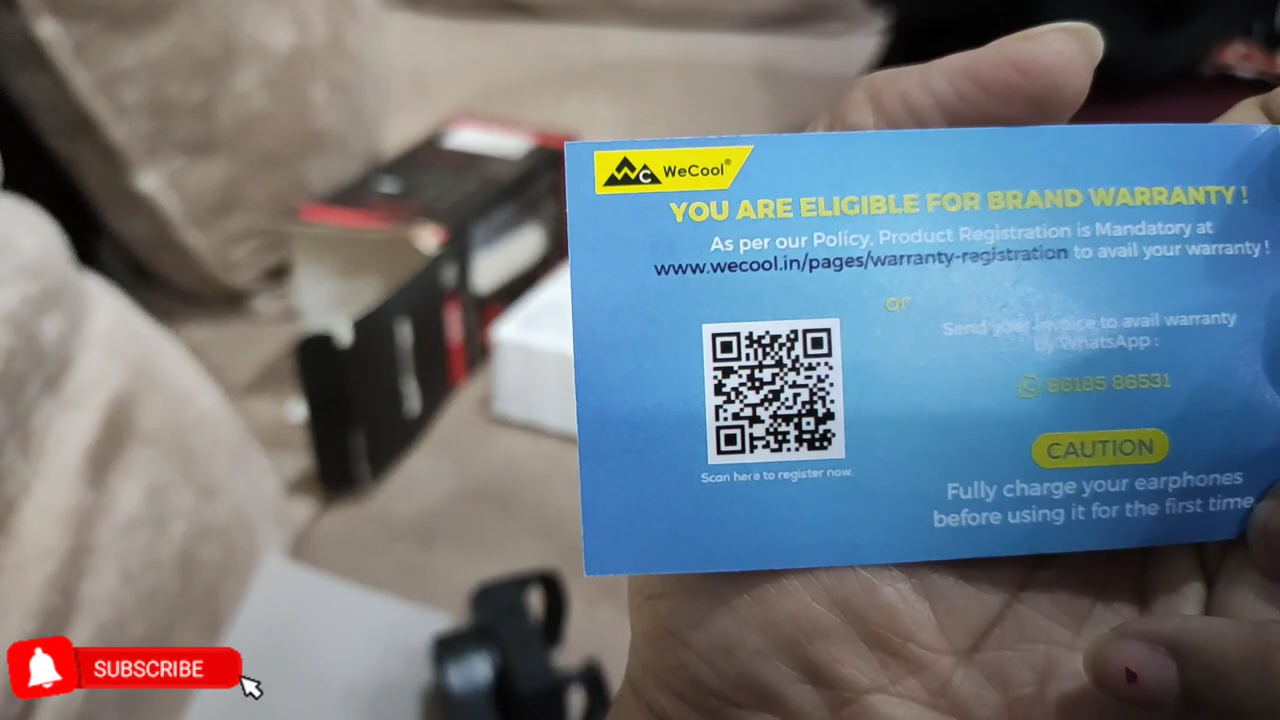 WC WeCool®
YOU ARE ELIGIBLE FOR BRAND WARRANTY !
As per our Policy, Product Registration is Mandatory at
www.wecool.in/pages/warranty-registration to avail your warranty !
or
Send your invoice to avail warranty
by WhatsApp :
86185 86531
Scan here to register now.
CAUTION
Fully charge your earphones
before using it for the first time
SUBSCRIBE